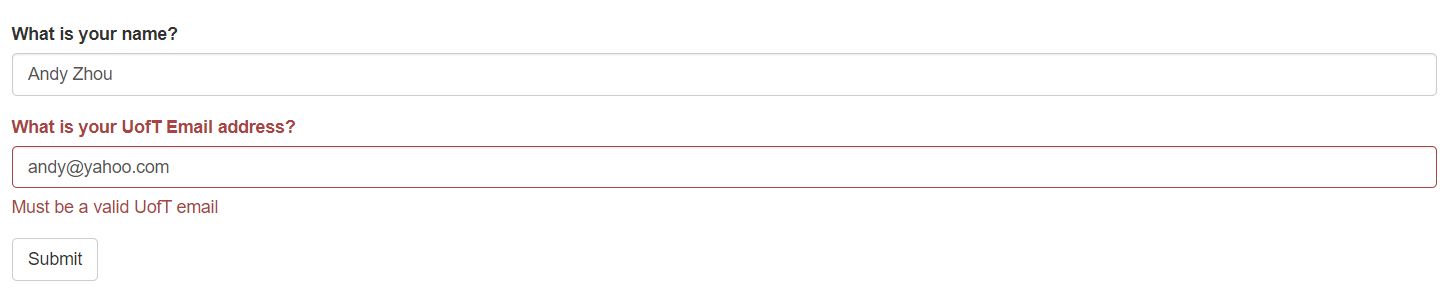 What is your name?
Andy Zhou
What is your UofT Email address?
andy@yahoo.com
Must be a valid UofT email
Submit